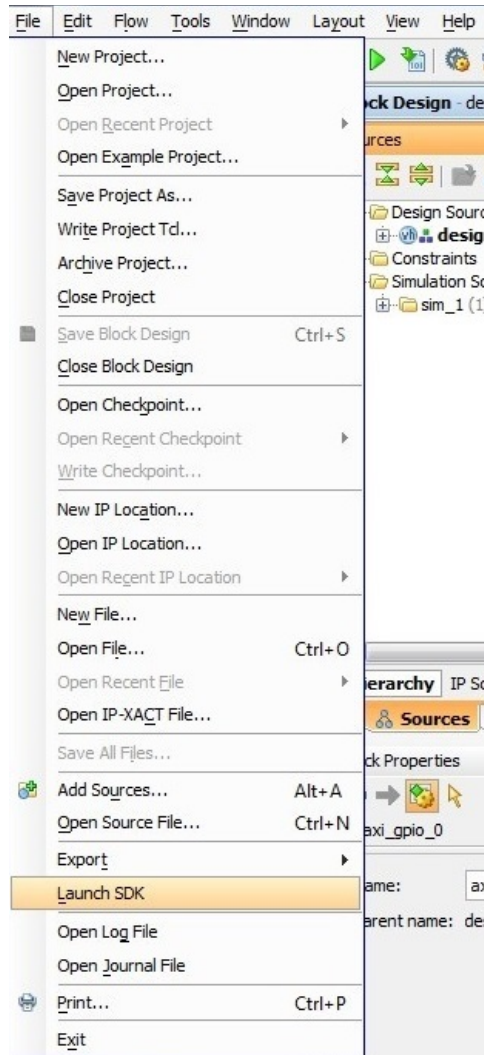 File Edit Flow Tools Window Layout View Help
New Project...
Open Project...
Open Recent Project
Open Example Project...
Save Project As...
Write Project Tcl...
Archive Project...
Close Project
Save Block Design Ctrl+S
Close Block Design
Open Checkpoint...
Open Recent Checkpoint
Write Checkpoint...
New IP Location...
Open IP Location...
Open Recent IP Location
New File...
Open File... Ctrl+O
Open Recent File
Open IP-XACT File...
Save All Files...
Add Sources... Alt+A
Open Source File... Ctrl+N
Export
Launch SDK
Open Log File
Open Journal File
Print... Ctrl+P
Exit
ck Design - de
urces
Design Sourc
desig
Constraints
Simulation So
sim_1 (1)
ierarchy IP So
Sources
ck Properties
axi_gpio_0
ame: ax
arent name: des